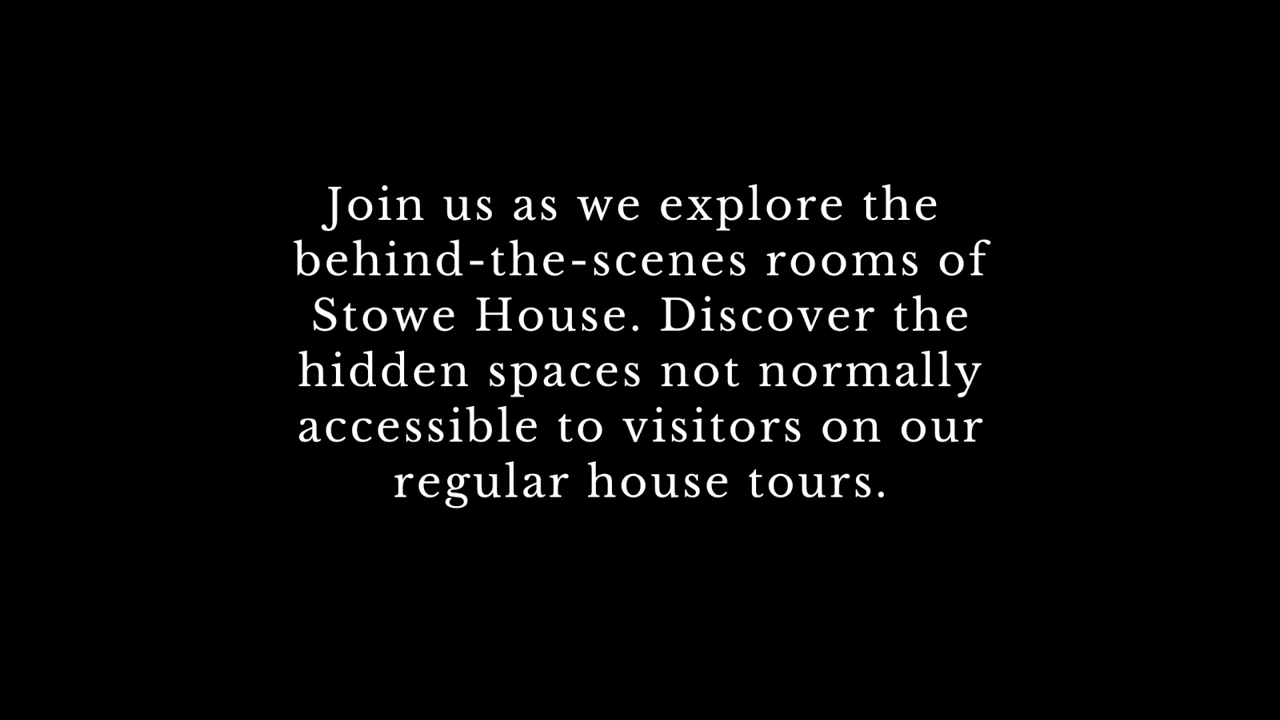 Join us as we explore the
behind-the-scenes rooms of
Stowe House. Discover the
hidden spaces not normally
accessible to visitors on our
regular house tours.